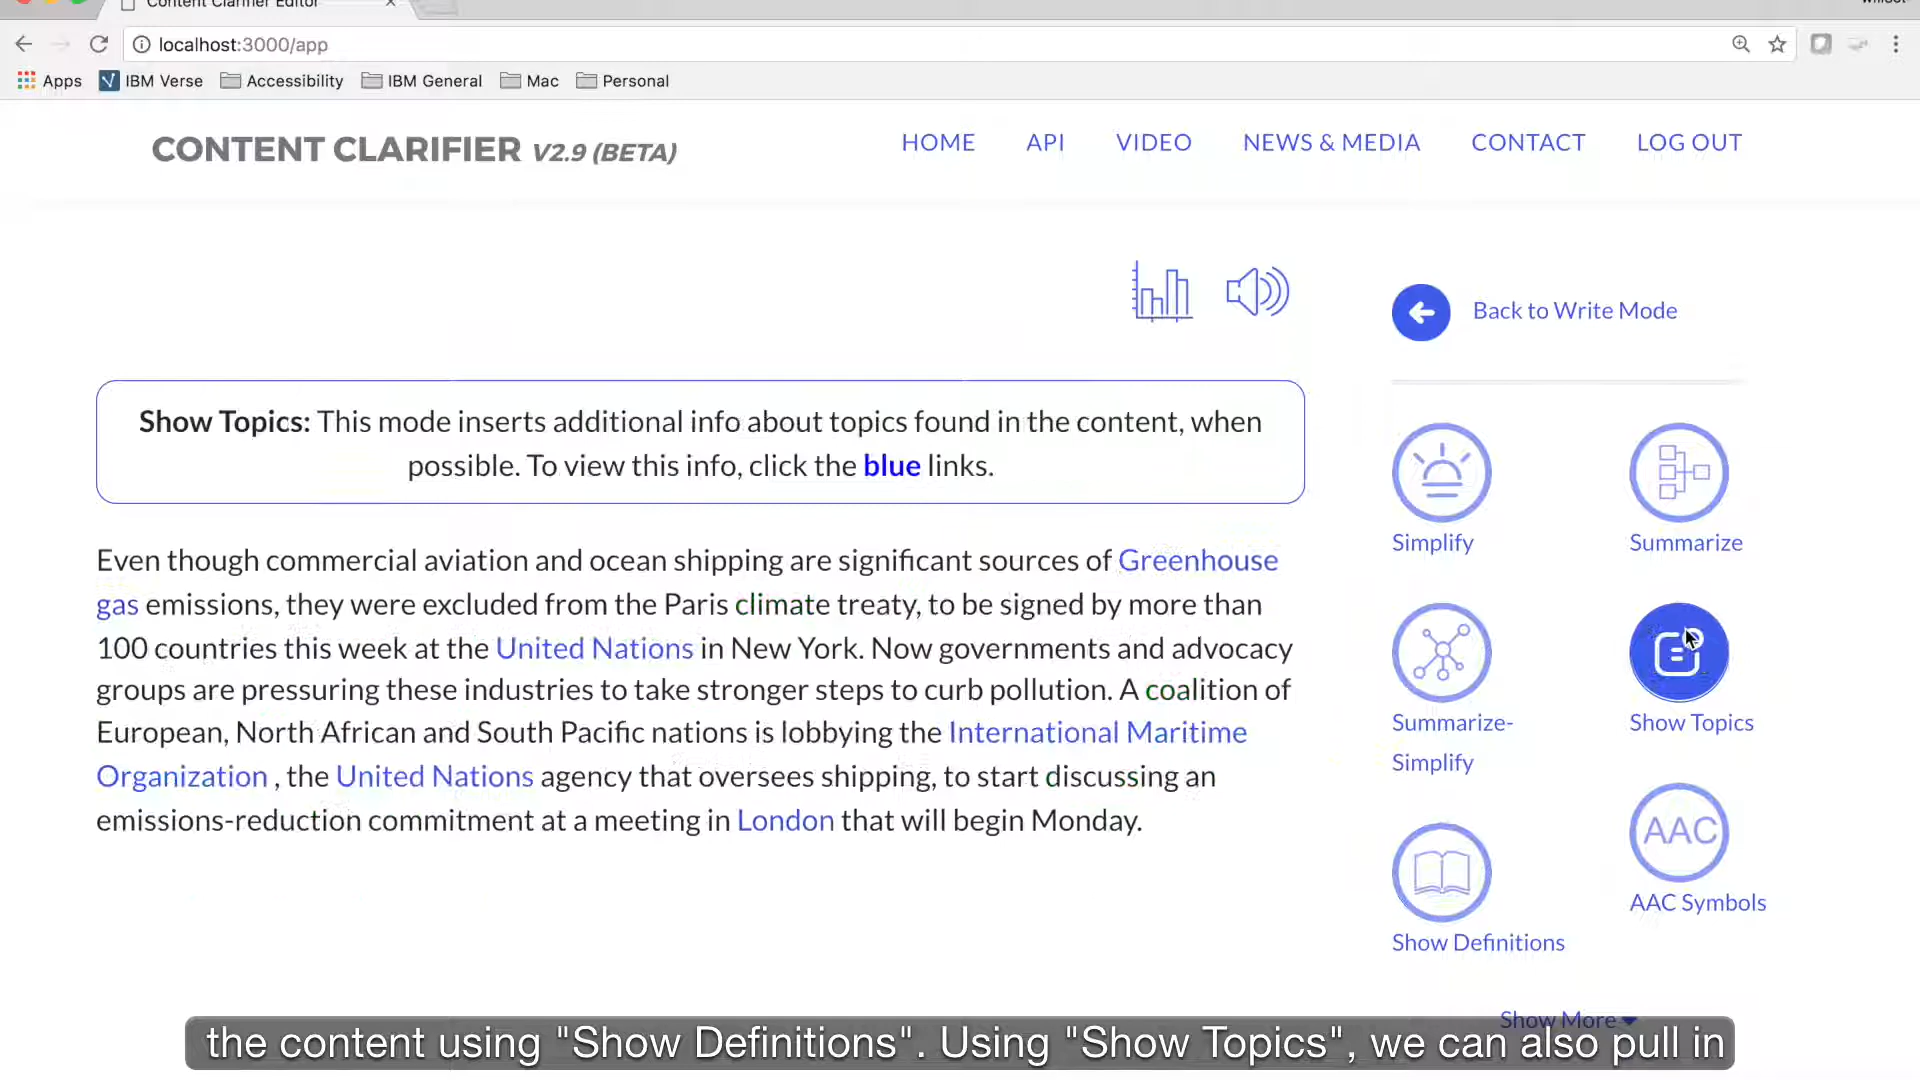 Content Clarifier Editor
localhost:3000/app
Apps IBM Verse Accessibility IBM General Mac Personal
CONTENT CLARIFIER V2.9 (BETA)
HOME API VIDEO NEWS & MEDIA CONTACT LOG OUT
Back to Write Mode
Show Topics: This mode inserts additional info about topics found in the content, when
possible. To view this info, click the blue links.
Even though commercial aviation and ocean shipping are significant sources of Greenhouse
gas emissions, they were excluded from the Paris climate treaty, to be signed by more than
100 countries this week at the United Nations in New York. Now governments and advocacy
groups are pressuring these industries to take stronger steps to curb pollution. A coalition of
European, North African and South Pacific nations is lobbying the International Maritime
Organization , the United Nations agency that oversees shipping, to start discussing an
emissions-reduction commitment at a meeting in London that will begin Monday.
Simplify
Summarize
Summarize-
Simplify
Show Topics
AAC
AAC Symbols
Show Definitions
Show More
the content using "Show Definitions". Using "Show Topics", we can also pull in